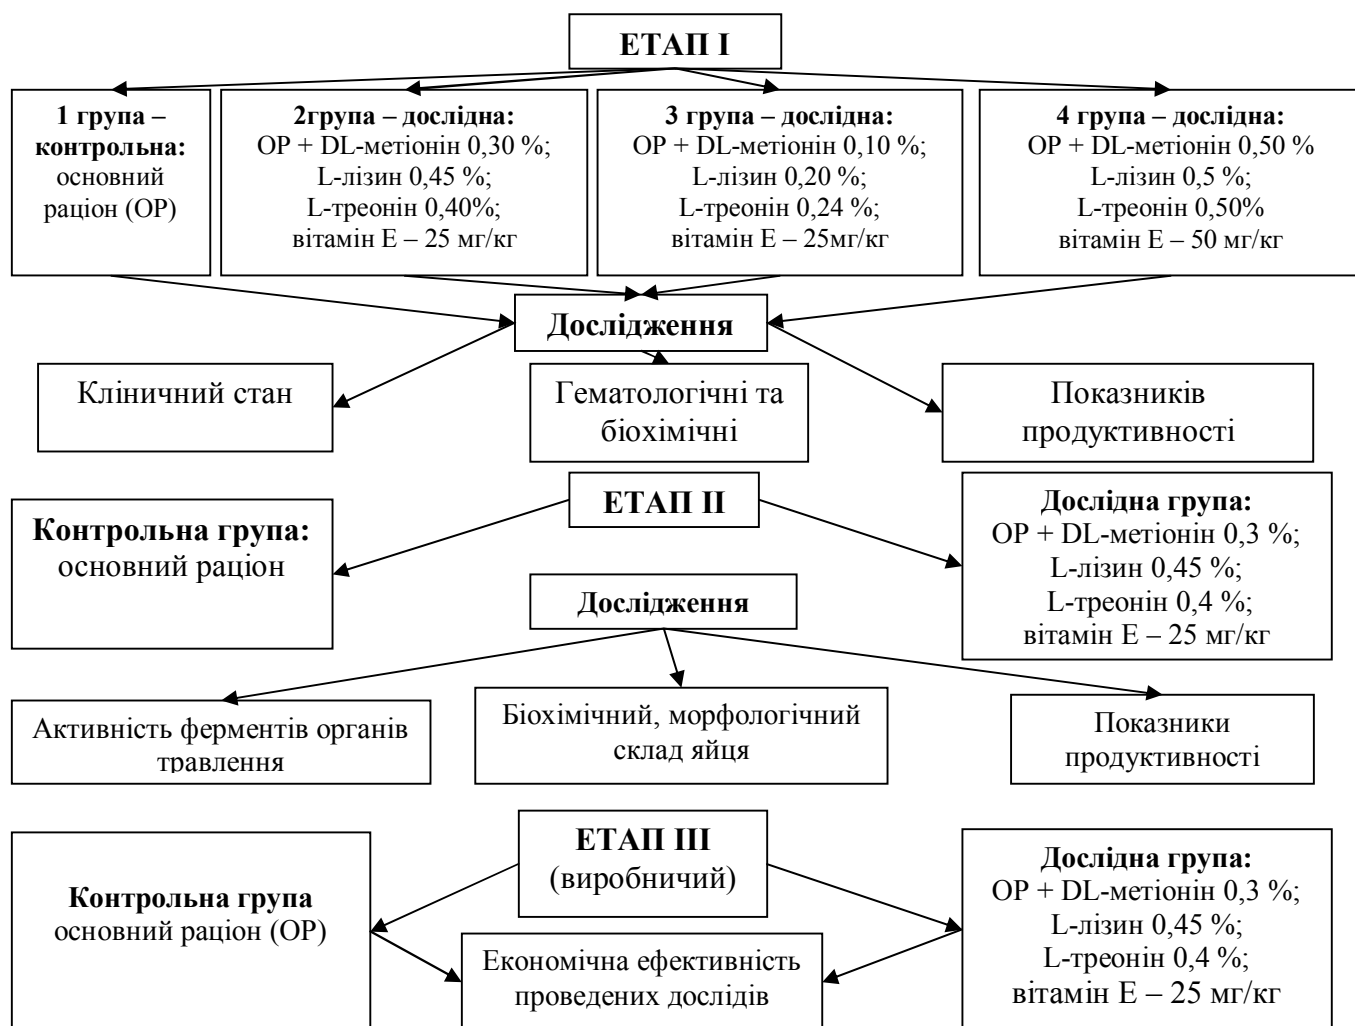 ЕТАП І
1 група –
контрольна:
основний
раціон (ОР)
2група – дослідна:
ОР + DL-метіонін 0,30 %;
L-лізин 0,45 %;
L-треонін 0,40%;
вітамін Е – 25 мг/кг
3 група – дослідна:
ОР + DL-метіонін 0,10 %;
L-лізин 0,20 %;
L-треонін 0,24 %;
вітамін Е – 25мг/кг
4 група – дослідна:
ОР + DL-метіонін 0,50 %
L-лізин 0,5 %;
L-треонін 0,50%
вітамін Е – 50 мг/кг
Дослідження
Кліничний стан
Гематологічні та
біохімічні
Показників
продуктивності
ЕТАП ІІ
Контрольна група:
основний раціон
Дослідна група:
ОР + DL-метіонін 0,3 %;
L-лізин 0,45 %;
L-треонін 0,4 %;
вітамін Е – 25 мг/кг
Дослідження
Активність ферментів органів
травлення
Біохімічний, морфологічний
склад яйця
Показники
продуктивності
ЕТАП ІІІ
(виробничий)
Контрольна група
основний раціон (ОР)
Дослідна група:
ОР + DL-метіонін 0,3 %;
L-лізин 0,45 %;
L-треонін 0,4 %;
вітамін Е – 25 мг/кг
Економічна ефективність
проведених дослідів